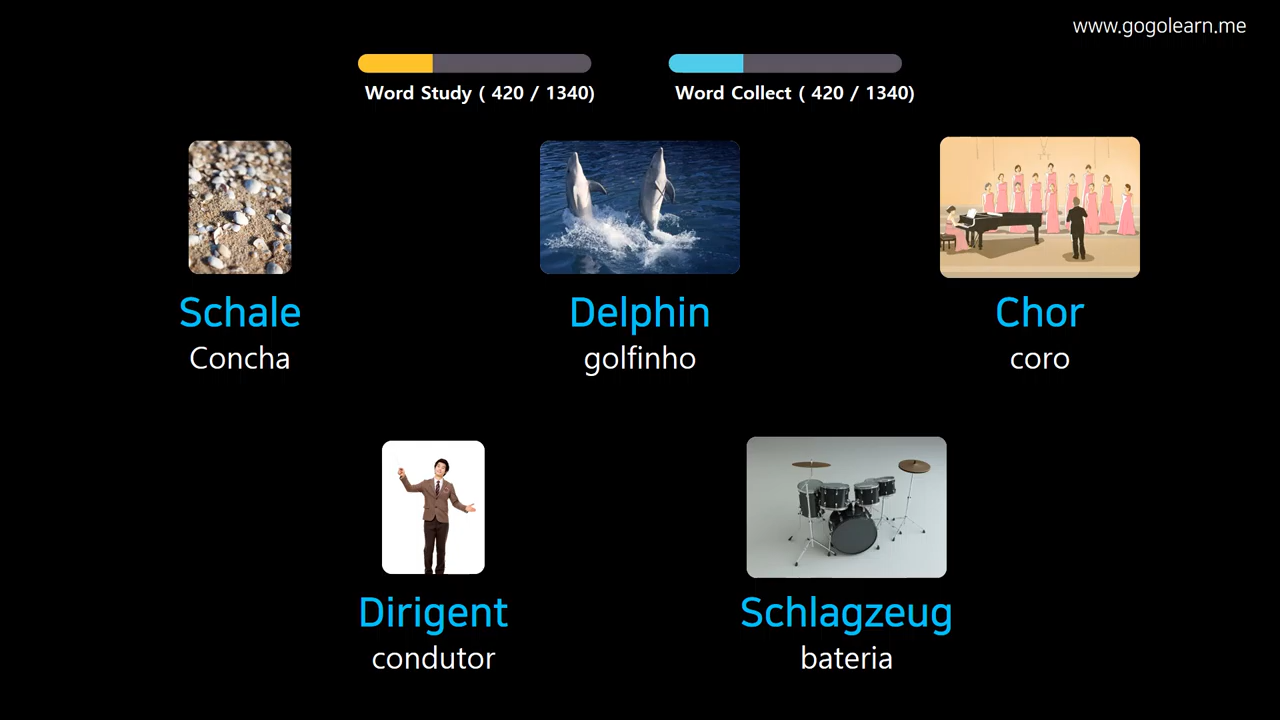 www.gogolearn.me
Word Study ( 420 / 1340)
Word Collect ( 420 / 1340)
Schale
Concha
Delphin
golfinho
Chor
coro
Dirigent
condutor
Schlagzeug
bateria